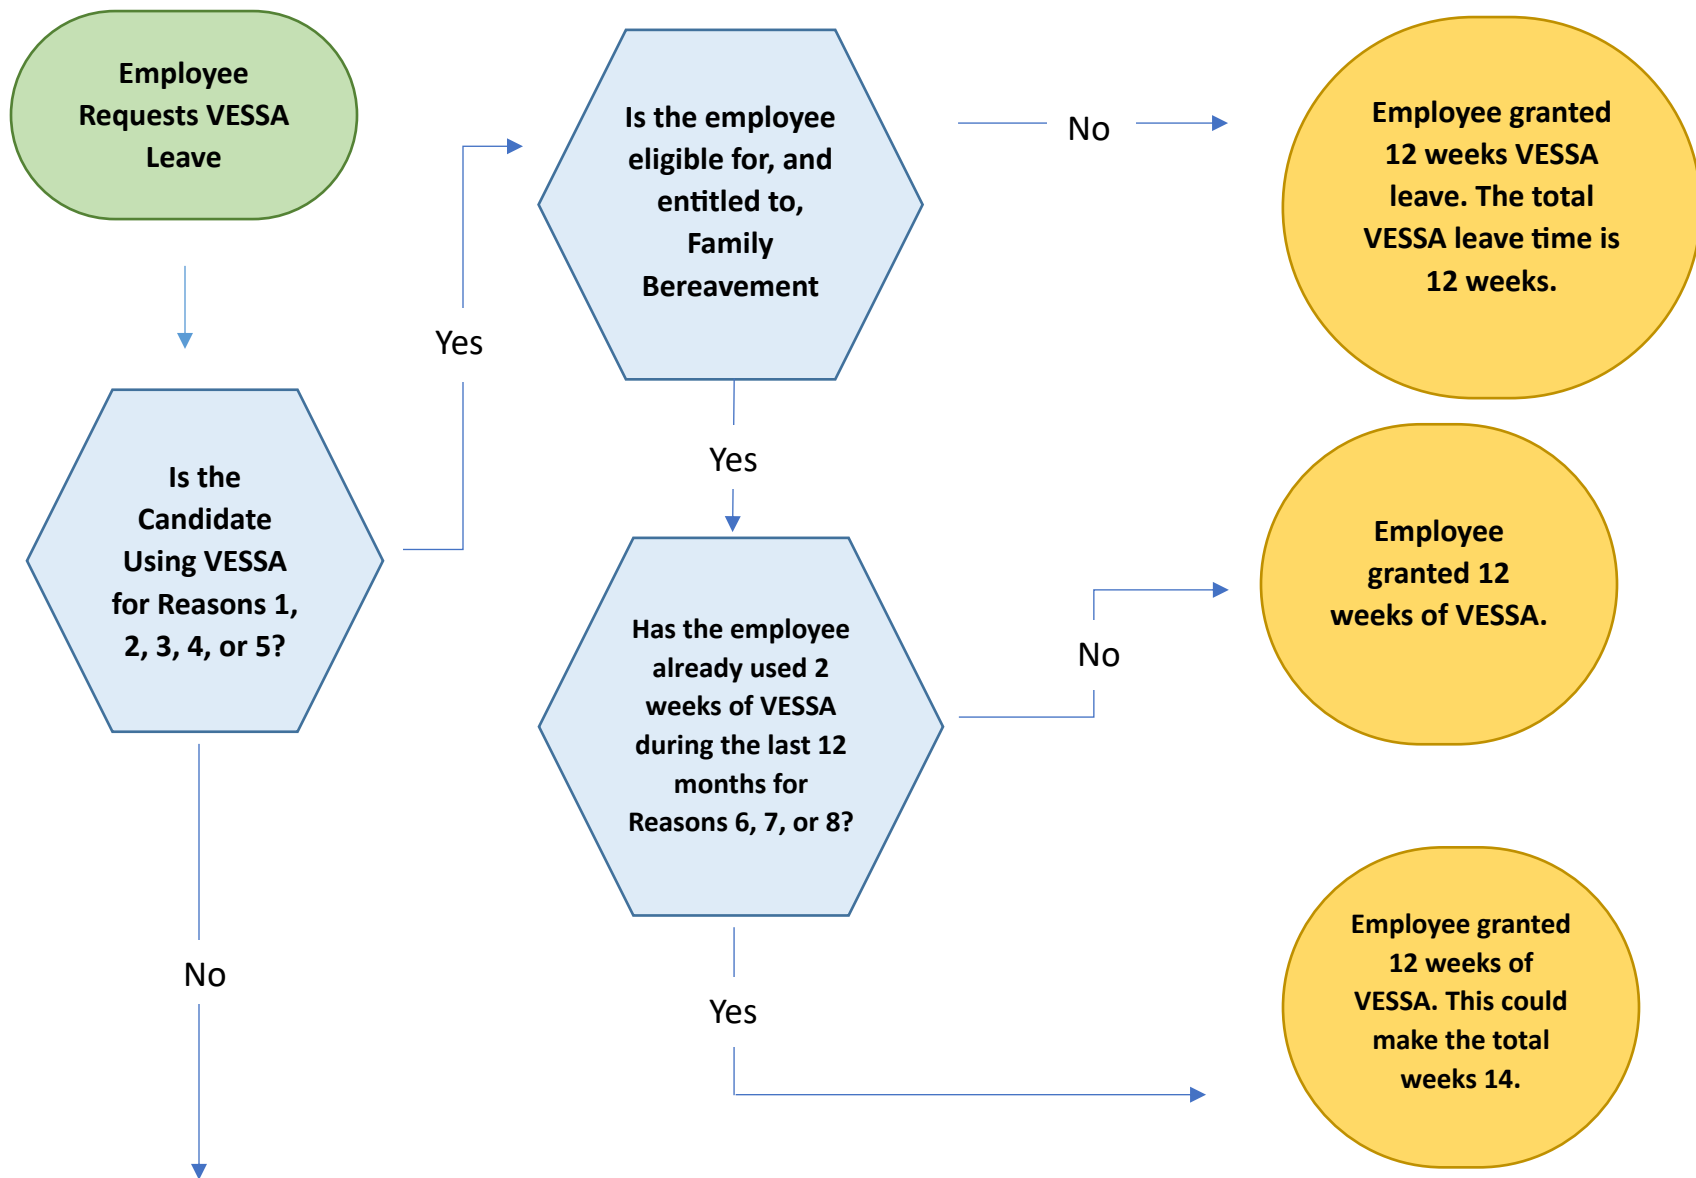 Employee
Requests VESSA
Leave
Is the
Candidate
Using VESSA
for Reasons 1,
2, 3, 4, or 5?
Yes
No
Is the employee
eligible for, and
entitled to,
Family
Bereavement
No
Employee granted
12 weeks VESSA
leave. The total
VESSA leave time is
12 weeks.
Yes
Has the employee
already used 2
weeks of VESSA
during the last 12
months for
Reasons 6, 7, or 8?
No
Employee
granted 12
weeks of VESSA.
Yes
Employee granted
12 weeks of
VESSA. This could
make the total
weeks 14.